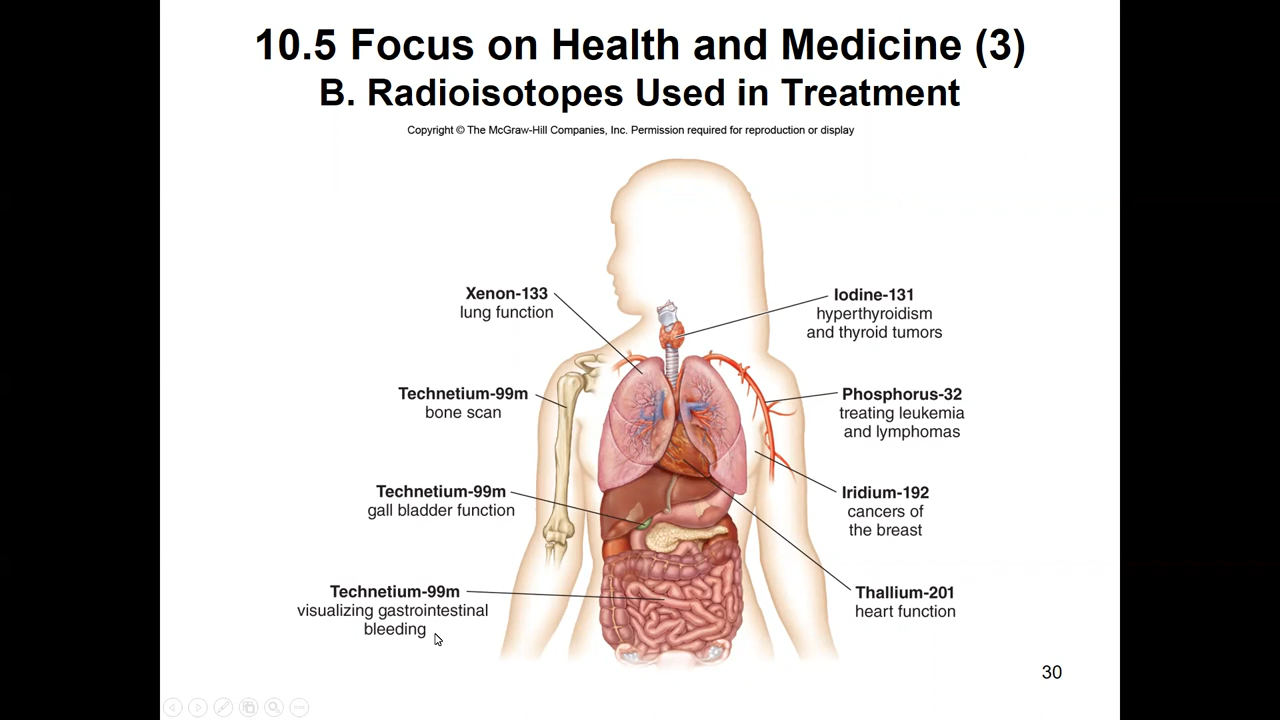 10.5 Focus on Health and Medicine (3)
B. Radioisotopes Used in Treatment
Copyright © The McGraw-Hill Companies, Inc. Permission required for reproduction or display
Xenon-133
lung function
Technetium-99m
bone scan
Technetium-99m
gall bladder function
Technetium-99m
visualizing gastrointestinal
bleeding
Iodine-131
hyperthyroidism
and thyroid tumors
Phosphorus-32
treating leukemia
and lymphomas
Iridium-192
cancers of
the breast
Thallium-201
heart function
30